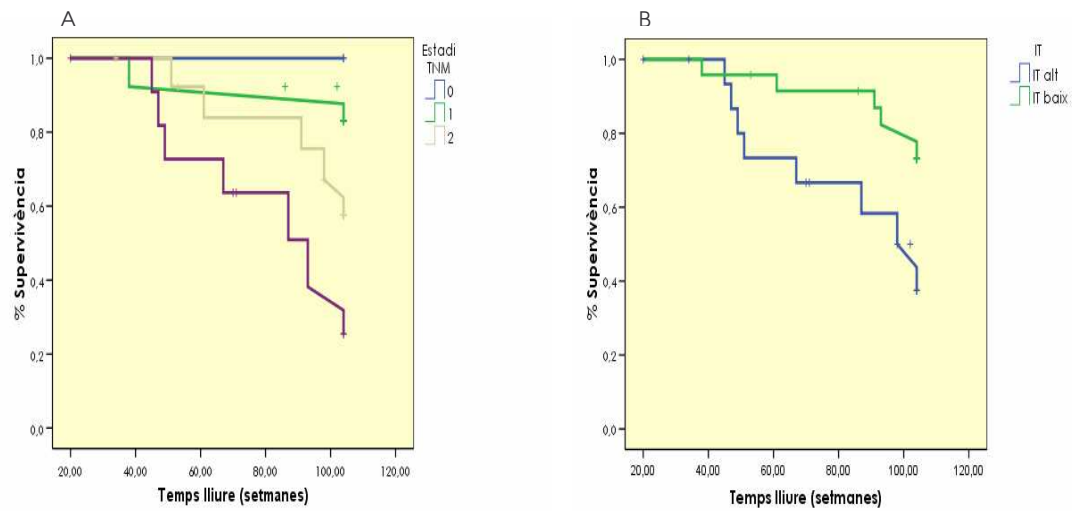 A
Estadi
TNM
0
1
2
1,0
0,8
0,6
0,4
0,2
0,0
% Supervivència
20,00
40,00
60,00
80,00
100,00
120,00
Temps lliure (setmanes)
B
IT
IT alt
IT baix
1,0
0,8
0,6
0,4
0,2
0,0
% Supervivència
20,00
40,00
60,00
80,00
100,00
120,00
Temps lliure (setmanes)